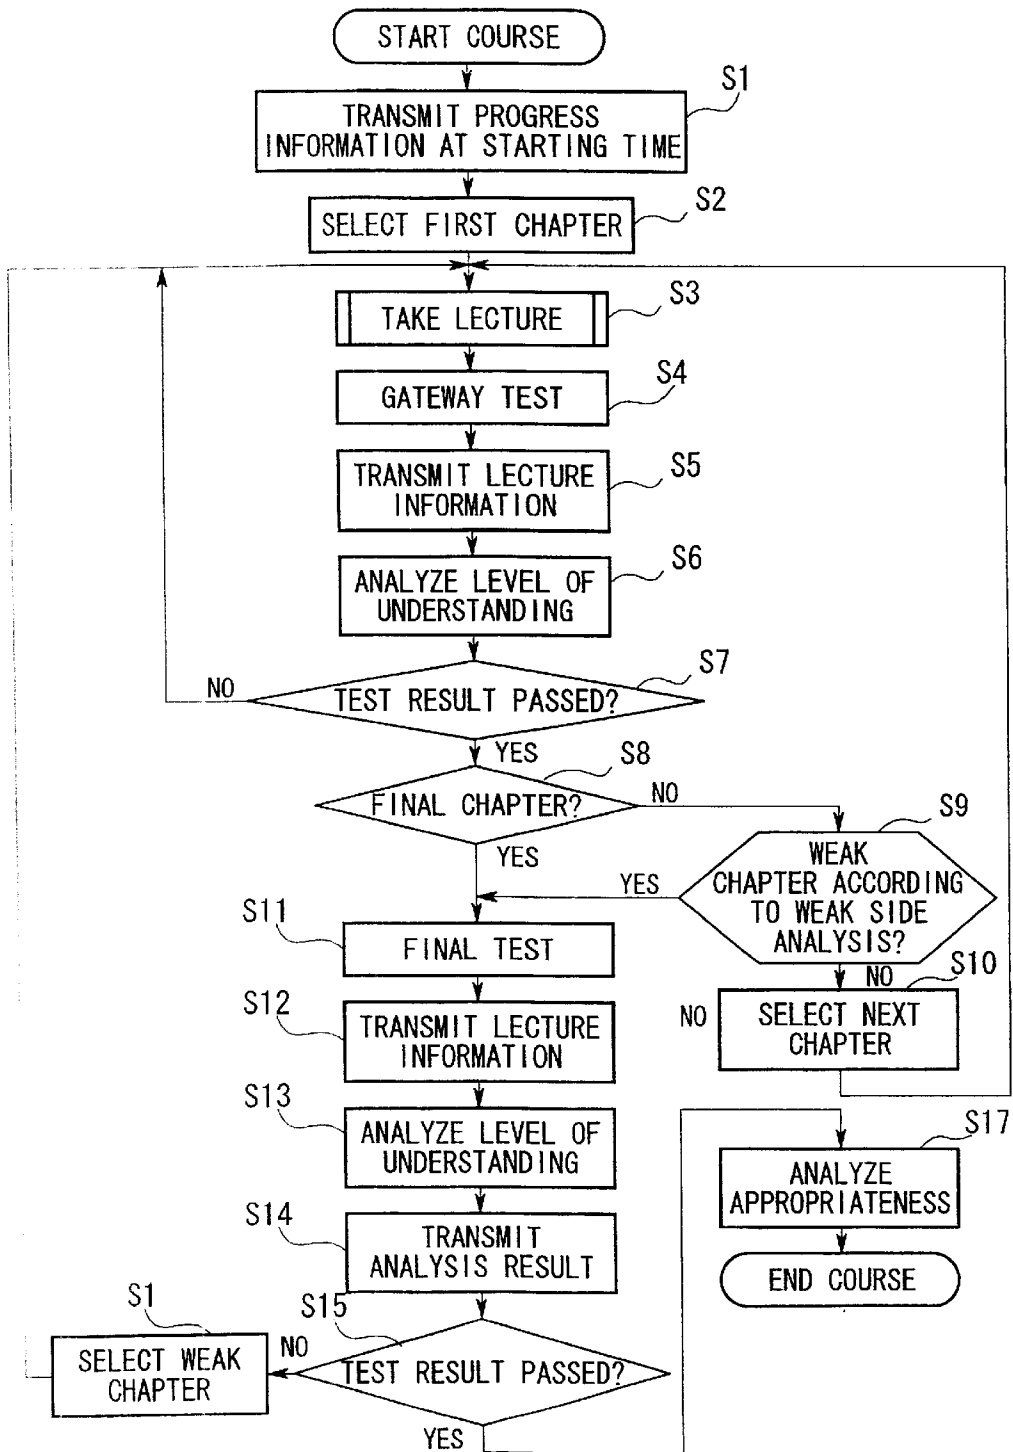 START COURSE
S1
TRANSMIT PROGRESS
INFORMATION AT STARTING TIME
S2
SELECT FIRST CHAPTER
S3
TAKE LECTURE
S4
GATEWAY TEST
S5
TRANSMIT LECTURE
INFORMATION
S6
ANALYZE LEVEL OF
UNDERSTANDING
S7
NO
TEST RESULT PASSED?
YES
S8
FINAL CHAPTER?
NO
S9
YES
WEAK
CHAPTER ACCORDING
TO WEAK SIDE
ANALYSIS?
YES
NO
S10
NO
SELECT NEXT
CHAPTER
S11
FINAL TEST
S12
TRANSMIT LECTURE
INFORMATION
S13
ANALYZE LEVEL OF
UNDERSTANDING
S14
TRANSMIT
ANALYSIS RESULT
S15
TEST RESULT PASSED?
NO
S1
SELECT WEAK
CHAPTER
YES
S17
ANALYZE
APPROPRIATENESS
END COURSE